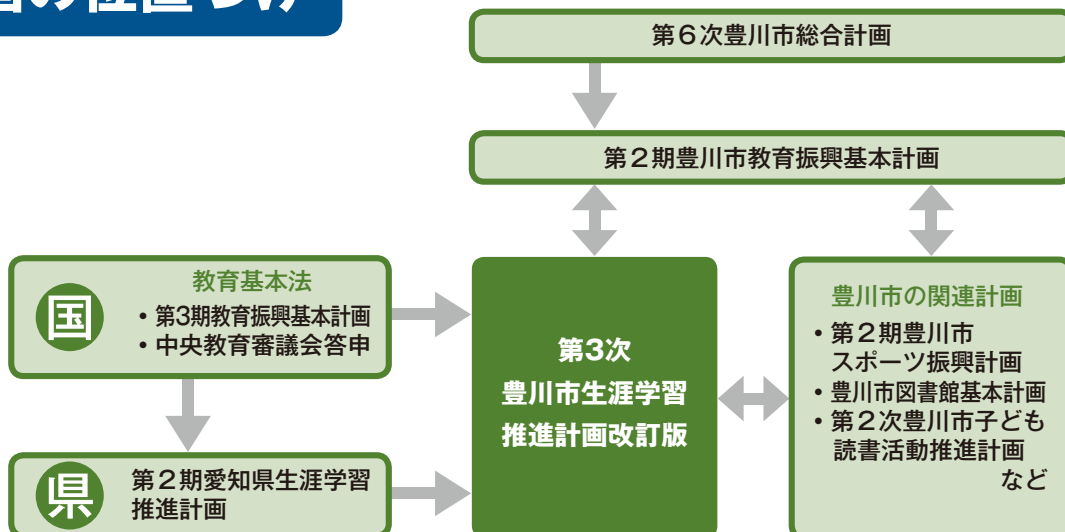 の位置づけ
第6次豊川市総合計画
第2期豊川市教育振興基本計画
国
教育基本法
・第3期教育振興基本計画
・中央教育審議会答申
県
第2期愛知県生涯学習
推進計画
第3次
豊川市生涯学習
推進計画改訂版
豊川市の関連計画
・第2期豊川市
スポーツ振興計画
・豊川市図書館基本計画
・第2次豊川市子ども
読書活動推進計画
など